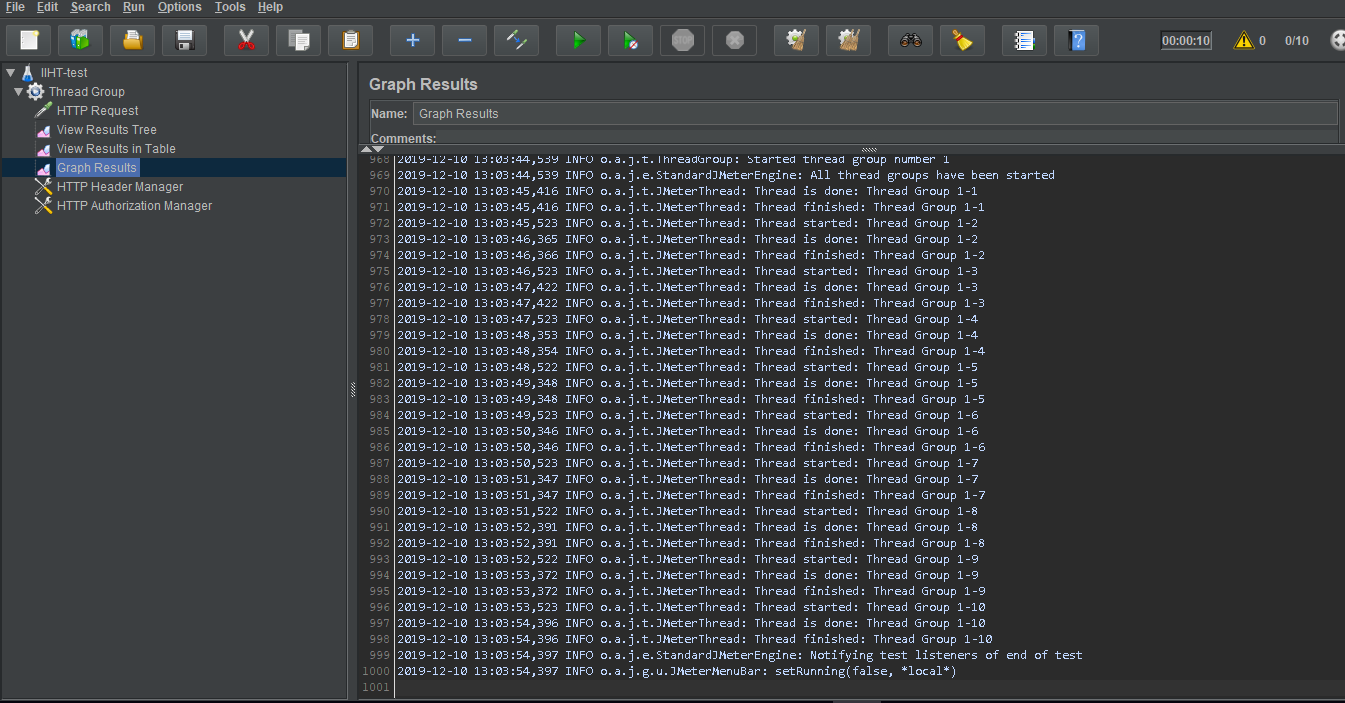 File Edit Search Run Options Tools Help
00:00:10 0 0/10
IIHT-test
Thread Group
HTTP Request
View Results Tree
View Results in Table
Graph Results
HTTP Header Manager
HTTP Authorization Manager
Graph Results
Name: Graph Results
Comments:
968 2019-12-10 13:03:44,539 INFO o.a.j.t.ThreadGroup: Started thread group number 1
969 2019-12-10 13:03:44,539 INFO o.a.j.e.StandardJMeterEngine: All thread groups have been started
970 2019-12-10 13:03:45,416 INFO o.a.j.t.JMeterThread: Thread is done: Thread Group 1-1
971 2019-12-10 13:03:45,416 INFO o.a.j.t.JMeterThread: Thread finished: Thread Group 1-1
972 2019-12-10 13:03:45,523 INFO o.a.j.t.JMeterThread: Thread started: Thread Group 1-2
973 2019-12-10 13:03:46,365 INFO o.a.j.t.JMeterThread: Thread is done: Thread Group 1-2
974 2019-12-10 13:03:46,366 INFO o.a.j.t.JMeterThread: Thread finished: Thread Group 1-2
975 2019-12-10 13:03:46,523 INFO o.a.j.t.JMeterThread: Thread started: Thread Group 1-3
976 2019-12-10 13:03:47,422 INFO o.a.j.t.JMeterThread: Thread is done: Thread Group 1-3
977 2019-12-10 13:03:47,422 INFO o.a.j.t.JMeterThread: Thread finished: Thread Group 1-3
978 2019-12-10 13:03:47,523 INFO o.a.j.t.JMeterThread: Thread started: Thread Group 1-4
979 2019-12-10 13:03:48,353 INFO o.a.j.t.JMeterThread: Thread is done: Thread Group 1-4
980 2019-12-10 13:03:48,354 INFO o.a.j.t.JMeterThread: Thread finished: Thread Group 1-4
981 2019-12-10 13:03:48,522 INFO o.a.j.t.JMeterThread: Thread started: Thread Group 1-5
982 2019-12-10 13:03:49,348 INFO o.a.j.t.JMeterThread: Thread is done: Thread Group 1-5
983 2019-12-10 13:03:49,348 INFO o.a.j.t.JMeterThread: Thread finished: Thread Group 1-5
984 2019-12-10 13:03:49,523 INFO o.a.j.t.JMeterThread: Thread started: Thread Group 1-6
985 2019-12-10 13:03:50,346 INFO o.a.j.t.JMeterThread: Thread is done: Thread Group 1-6
986 2019-12-10 13:03:50,346 INFO o.a.j.t.JMeterThread: Thread finished: Thread Group 1-6
987 2019-12-10 13:03:50,523 INFO o.a.j.t.JMeterThread: Thread started: Thread Group 1-7
988 2019-12-10 13:03:51,347 INFO o.a.j.t.JMeterThread: Thread is done: Thread Group 1-7
989 2019-12-10 13:03:51,347 INFO o.a.j.t.JMeterThread: Thread finished: Thread Group 1-7
990 2019-12-10 13:03:51,522 INFO o.a.j.t.JMeterThread: Thread started: Thread Group 1-8
991 2019-12-10 13:03:52,391 INFO o.a.j.t.JMeterThread: Thread is done: Thread Group 1-8
992 2019-12-10 13:03:52,391 INFO o.a.j.t.JMeterThread: Thread finished: Thread Group 1-8
993 2019-12-10 13:03:52,522 INFO o.a.j.t.JMeterThread: Thread started: Thread Group 1-9
994 2019-12-10 13:03:53,372 INFO o.a.j.t.JMeterThread: Thread is done: Thread Group 1-9
995 2019-12-10 13:03:53,372 INFO o.a.j.t.JMeterThread: Thread finished: Thread Group 1-9
996 2019-12-10 13:03:53,523 INFO o.a.j.t.JMeterThread: Thread started: Thread Group 1-10
997 2019-12-10 13:03:54,396 INFO o.a.j.t.JMeterThread: Thread is done: Thread Group 1-10
998 2019-12-10 13:03:54,396 INFO o.a.j.t.JMeterThread: Thread finished: Thread Group 1-10
999 2019-12-10 13:03:54,397 INFO o.a.j.e.StandardJMeterEngine: Notifying test listeners of end of test
1000 2019-12-10 13:03:54,397 INFO o.a.j.g.u.JMeterMenuBar: setRunning(false, *local*)
1001